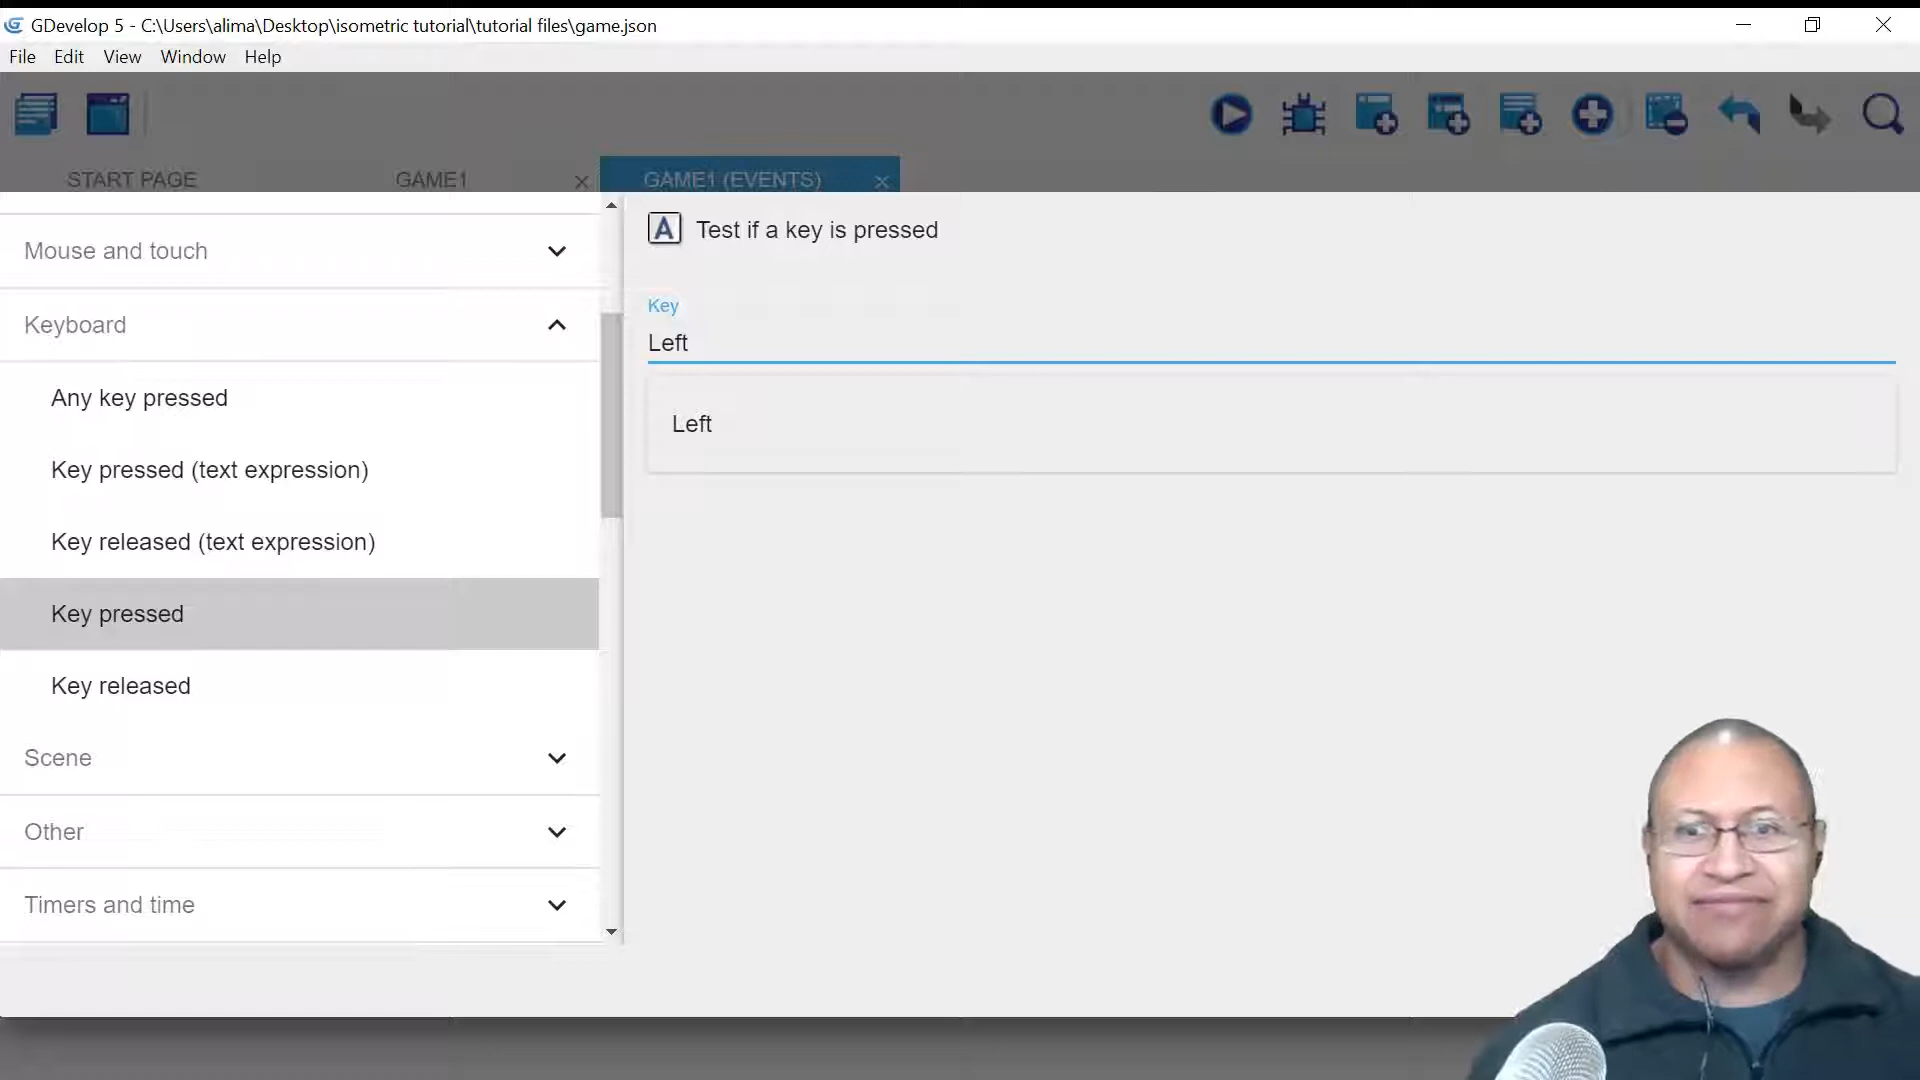 GDevelop 5 - C:\Users\alima\Desktop\isometric tutorial\tutorial files\game.json
File Edit View Window Help
START PAGE GAME1 GAME1 (EVENTS)
Mouse and touch
Keyboard
Any key pressed
Key pressed (text expression)
Key released (text expression)
Key pressed
Key released
Scene
Other
Timers and time
A Test if a key is pressed
Key
Left
Left